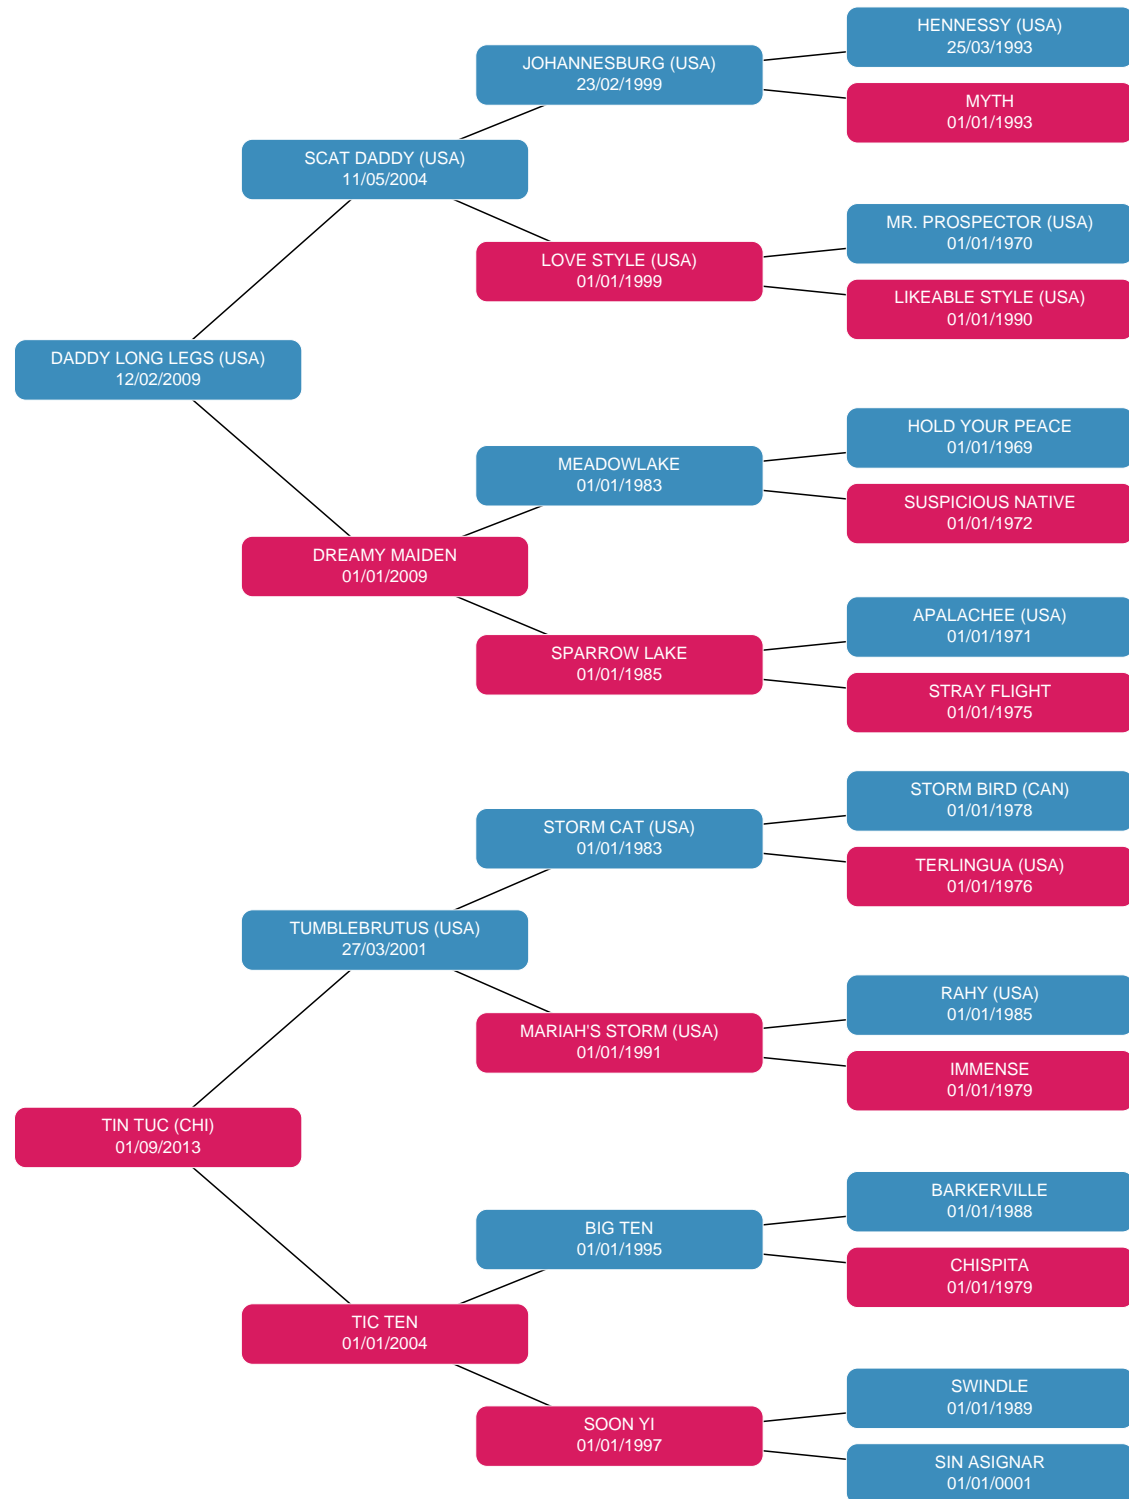 HENNESSY (USA)
25/03/1993
JOHANNESBURG (USA)
23/02/1999
MYTH
01/01/1993
SCAT DADDY (USA)
11/05/2004
MR. PROSPECTOR (USA)
01/01/1970
LOVE STYLE (USA)
01/01/1999
LIKEABLE STYLE (USA)
01/01/1990
DADDY LONG LEGS (USA)
12/02/2009
HOLD YOUR PEACE
01/01/1969
MEADOWLAKE
01/01/1983
SUSPICIOUS NATIVE
01/01/1972
DREAMY MAIDEN
01/01/2009
APALACHEE (USA)
01/01/1971
SPARROW LAKE
01/01/1985
STRAY FLIGHT
01/01/1975
STORM BIRD (CAN)
01/01/1978
STORM CAT (USA)
01/01/1983
TERLINGUA (USA)
01/01/1976
TUMBLEBRUTUS (USA)
27/03/2001
RAHY (USA)
01/01/1985
MARIAH'S STORM (USA)
01/01/1991
IMMENSE
01/01/1979
TIN TUC (CHI)
01/09/2013
BARKERVILLE
01/01/1988
BIG TEN
01/01/1995
CHISPITA
01/01/1979
TIC TEN
01/01/2004
SWINDLE
01/01/1989
SOON YI
01/01/1997
SIN ASIGNAR
01/01/0001